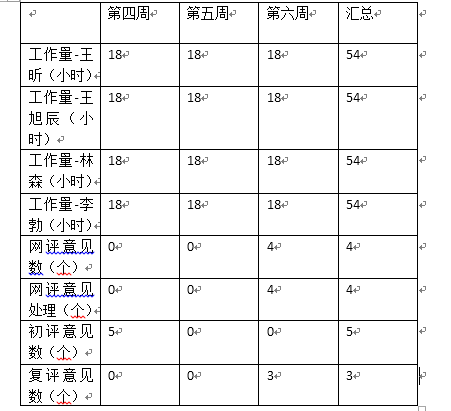 第四周 第五周 第六周 汇总
工作量-王 18 18 18 54
昕（小时）
工作量-王 18 18 18 54
旭辰（小
时）
工作量-林 18 18 18 54
森（小时）
工作量-李 18 18 18 54
勃（小时）
网评意见 0 0 4 4
数（个）
网评意见 0 0 4 4
处理（个）
初评意见 5 0 0 5
数（个）
复评意见 0 0 3 3
数（个）